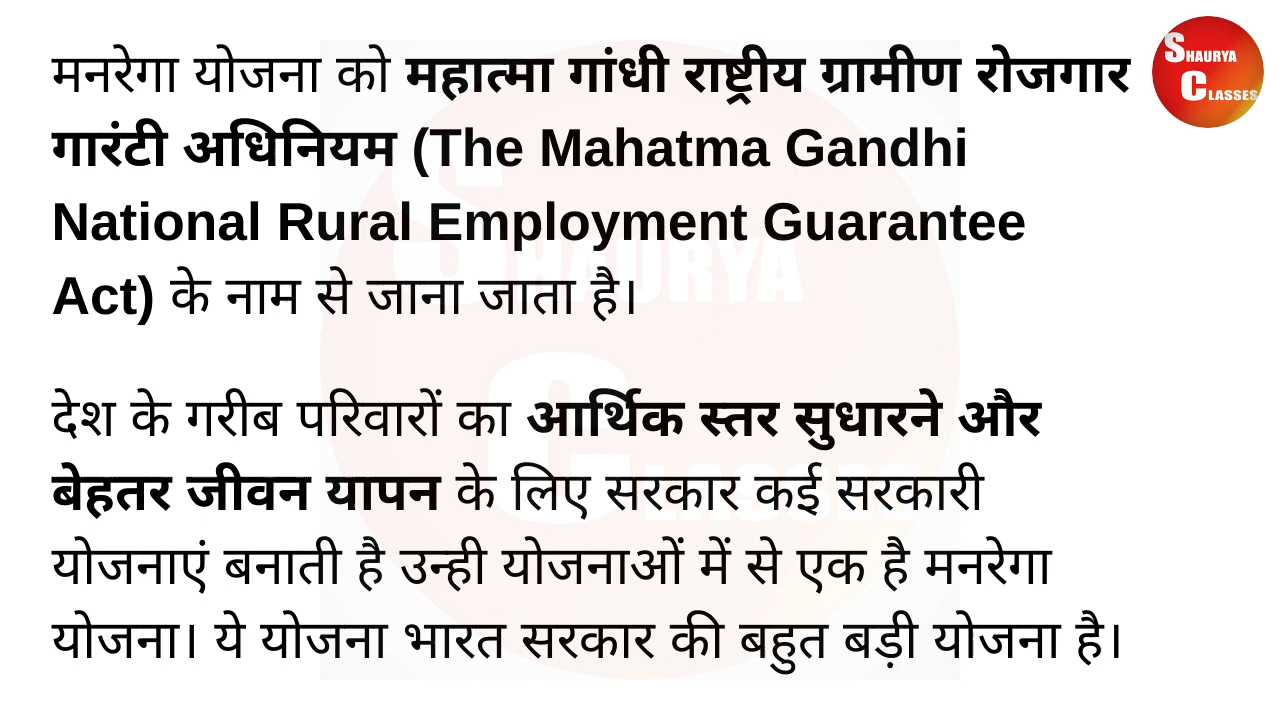 मनरेगा योजना को महात्मा गांधी राष्ट्रीय ग्रामीण रोजगार
गारंटी अधिनियम (The Mahatma Gandhi
National Rural Employment Guarantee
Act) के नाम से जाना जाता है।
देश के गरीब परिवारों का आर्थिक स्तर सुधारने और
बेहतर जीवन यापन के लिए सरकार कई सरकारी
योजनाएं बनाती है उन्ही योजनाओं में से एक है मनरेगा
योजना। ये योजना भारत सरकार की बहुत बड़ी योजना है।
SHAURYA
CLASSES
SHAURYA
CLASSES